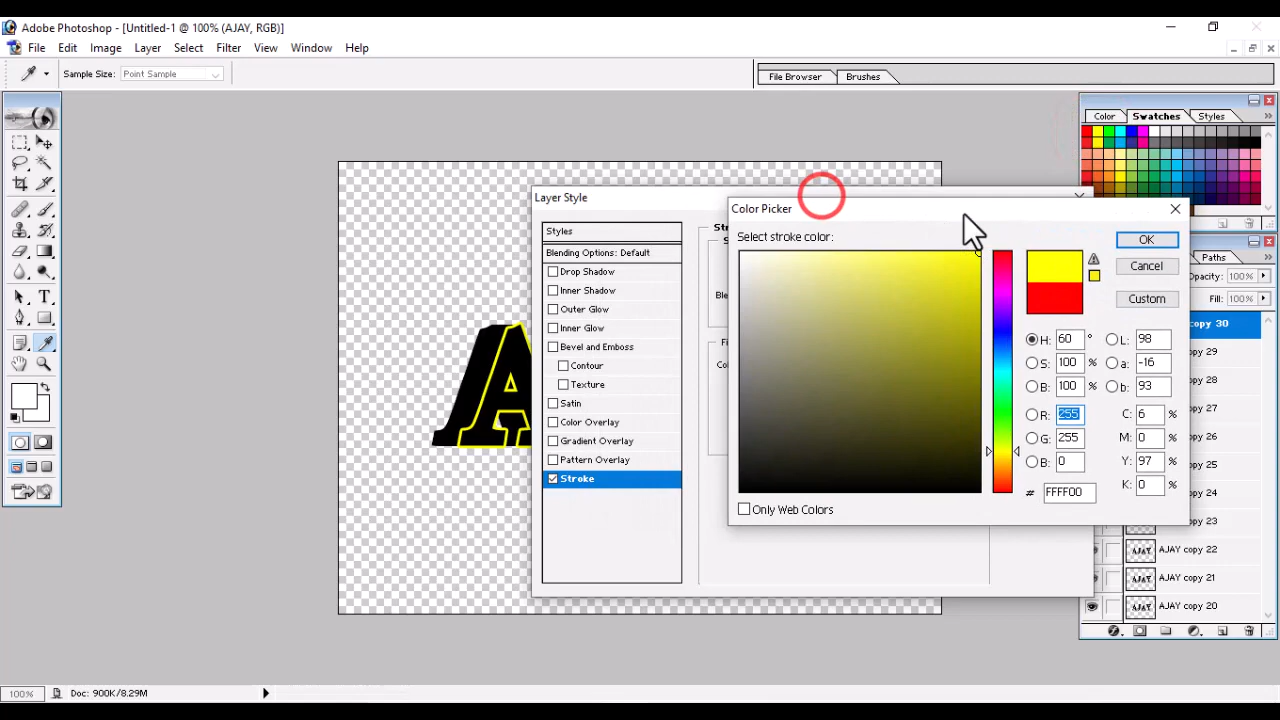 Adobe Photoshop - [Untitled-1 @ 100% (AJAY, RGB)]
File Edit Image Layer Select Filter View Window Help
Sample Size: Point Sample
File Browser Brushes
Color Swatches Styles
Layer Style
Color Picker
Select stroke color:
Styles
Blending Options: Default
Drop Shadow
Inner Shadow
Outer Glow
Inner Glow
Bevel and Emboss
Contour
Texture
Satin
Color Overlay
Gradient Overlay
Pattern Overlay
Stroke
OK
Cancel
Custom
H: 60 ° L: 98
S: 100 % a: -16
B: 100 % b: 93
R: 255 C: 6 %
G: 255 M: 0 %
B: 0 Y: 97 %
# FFFF00 K: 0 %
Only Web Colors
Paths
Opacity: 100%
Fill: 100%
copy 30
copy 29
copy 28
copy 27
copy 26
copy 25
copy 24
copy 23
AJAY AJAY copy 22
AJAY AJAY copy 21
AJAY AJAY copy 20
A
100% Doc: 900K/8.29M